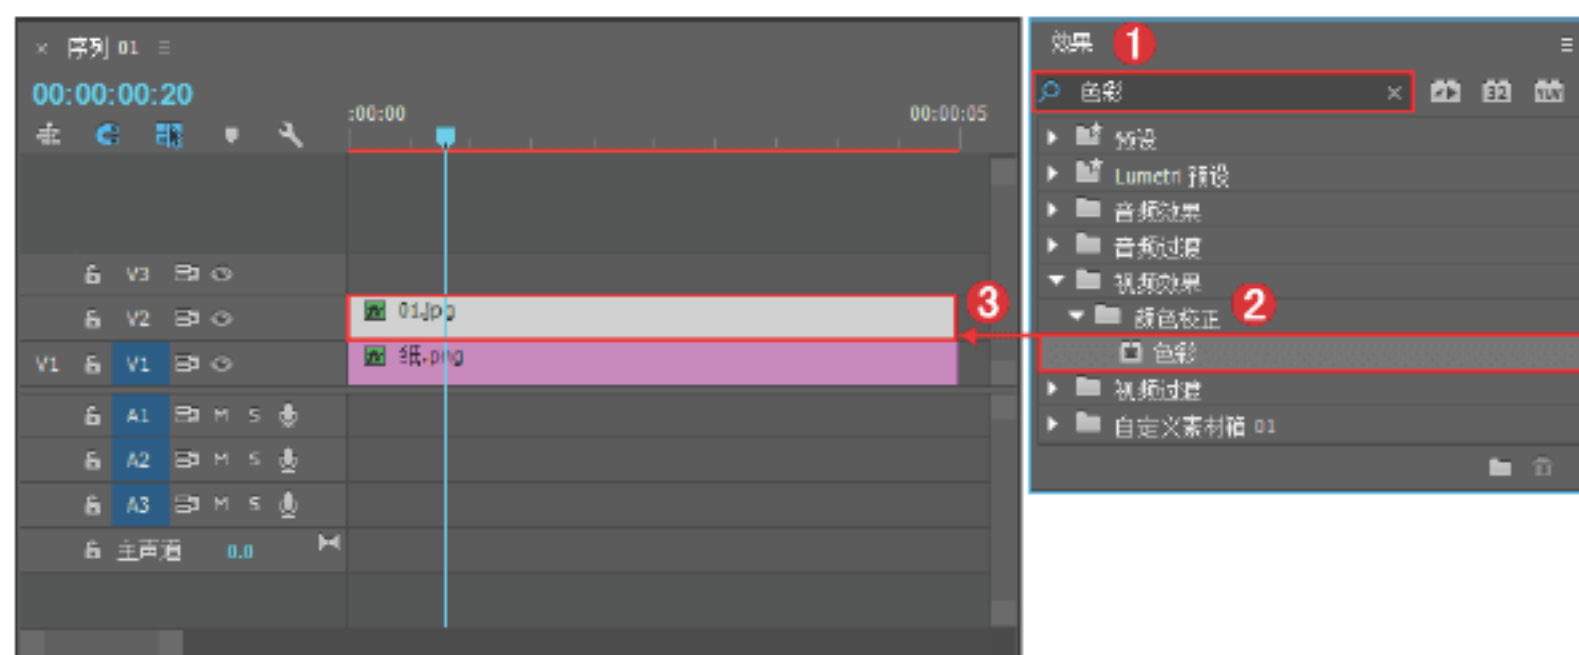 × 序列 01 ≡
00:00:00:20
:00:00
00:00:05
V3
V2
01.jpg
V1 V1
纸.png
A1 M S
A2 M S
A3 M S
主声道 0.0
效果 1
色彩 ×
32 YUV
预设
Lumetri 预设
音频效果
音频过渡
视频效果
颜色校正 2
3
色彩
视频过渡
自定义素材箱 01